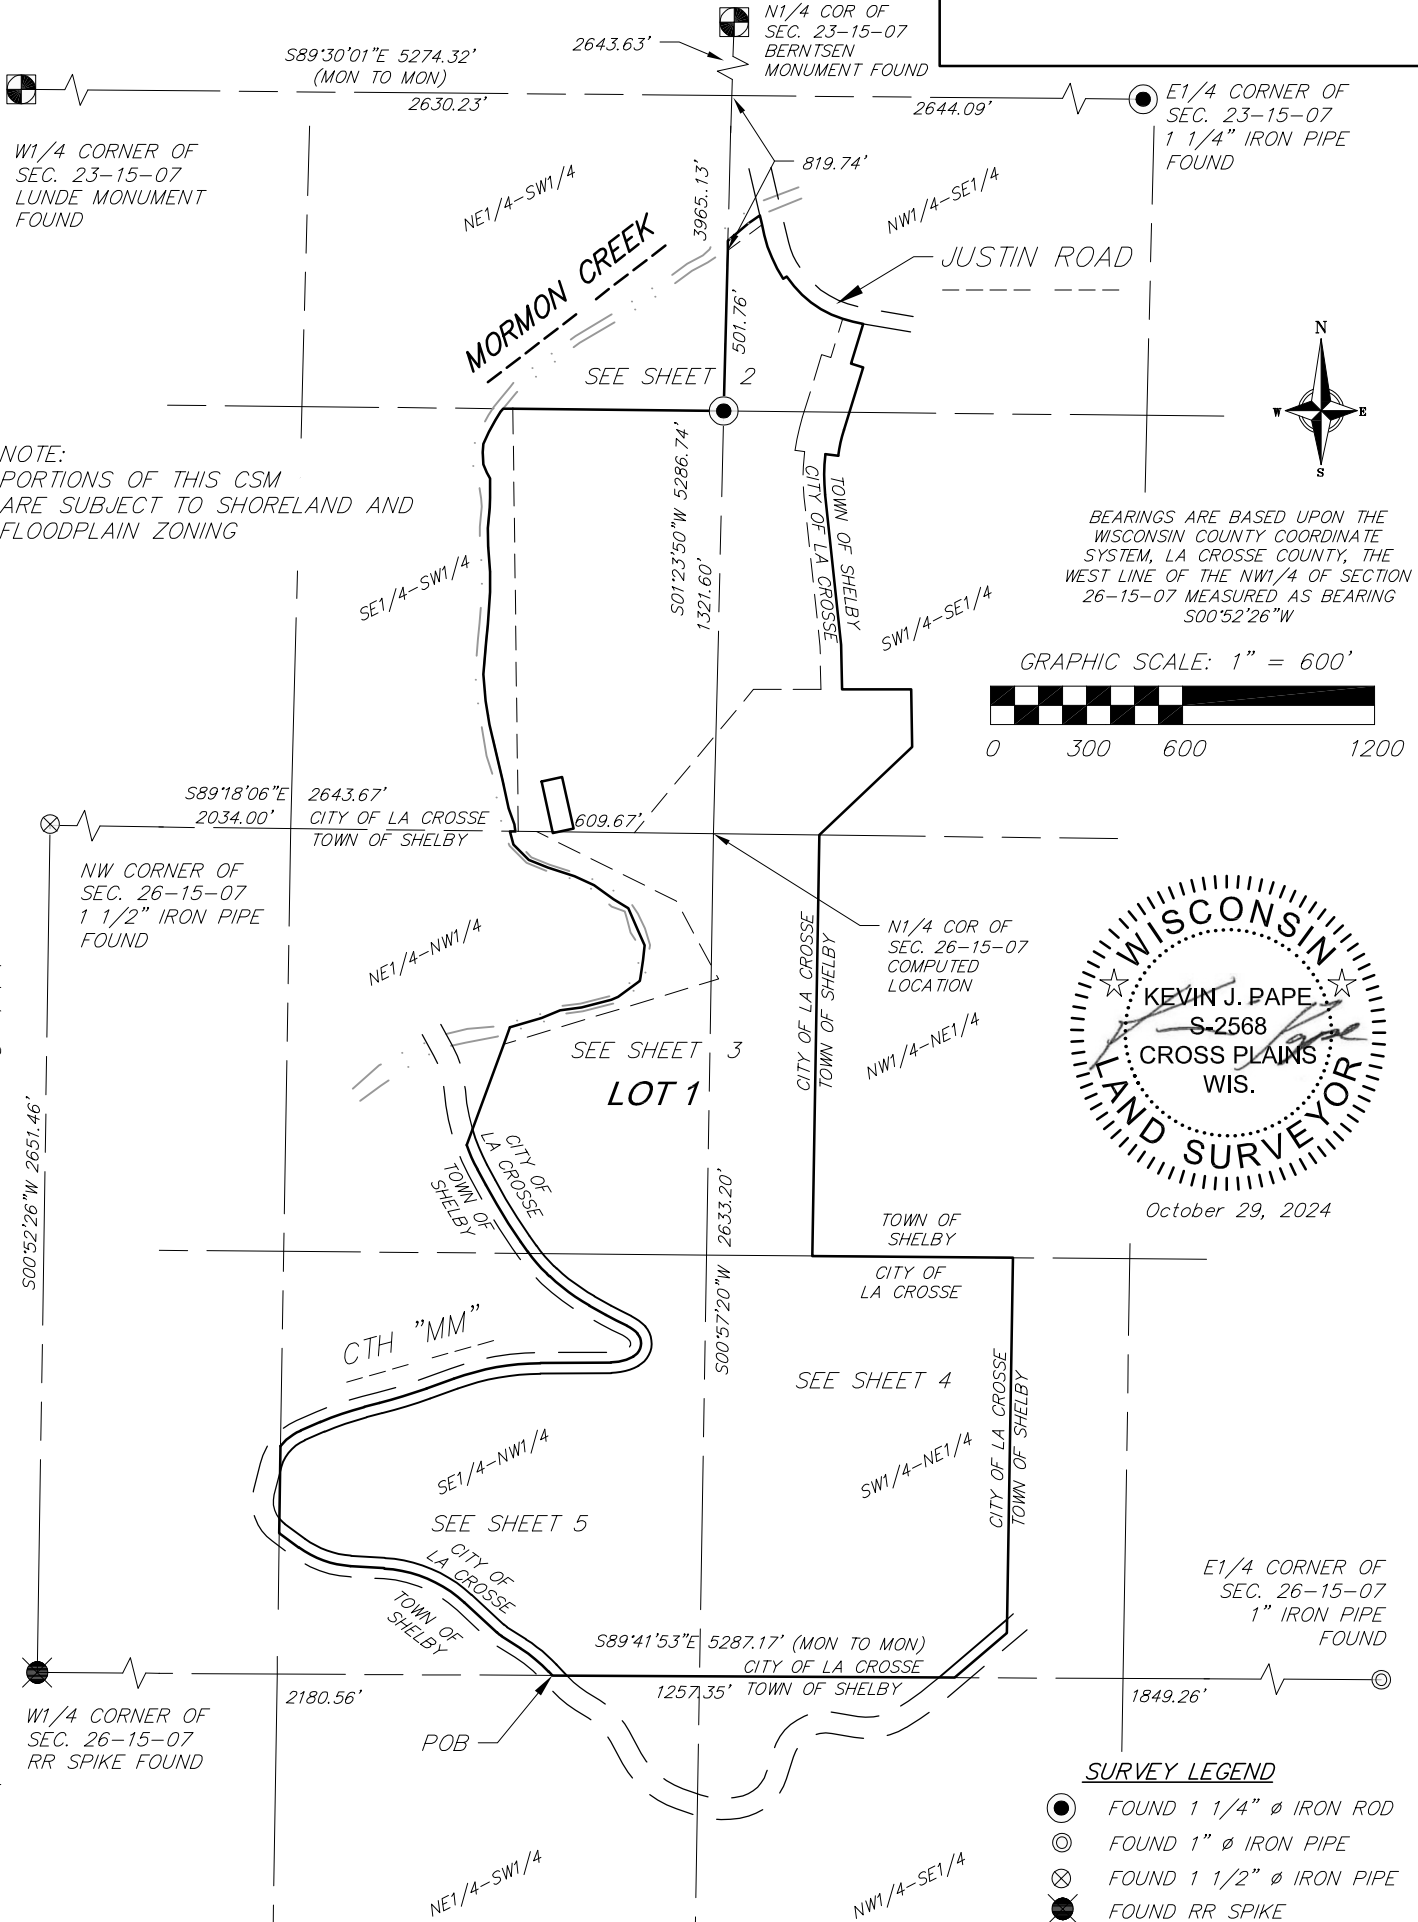 N1/4 COR OF
SEC. 23-15-07
BERNTSEN
MONUMENT FOUND
2643.63'
S89°30'01"E 5274.32'
(MON TO MON)
2630.23'
2644.09'
E1/4 CORNER OF
SEC. 23-15-07
1 1/4" IRON PIPE
FOUND
W1/4 CORNER OF
SEC. 23-15-07
LUNDE MONUMENT
FOUND
819.74'
NE1/4-SW1/4
3965..13'
NW1/4-SE1/4
MORMON CREEK
JUSTIN ROAD
501.76'
SEE SHEET 2
N
W E
S
NOTE:
PORTIONS OF THIS CSM
ARE SUBJECT TO SHORELAND AND
FLOODPLAIN ZONING
S01°23'50"W 5286.74'
1321.60'
CITY OF LA CROSSE
TOWN OF SHELBY
BEARINGS ARE BASED UPON THE
WISCONSIN COUNTY COORDINATE
SYSTEM, LA CROSSE COUNTY, THE
WEST LINE OF THE NW1/4 OF SECTION
26-15-07 MEASURED AS BEARING
S00°52'26"W
SE1/4-SW1/4
SW1/4-SE1/4
GRAPHIC SCALE: 1" = 600'
0 300 600 1200
S89°18'06"E 2643.67'
2034.00' CITY OF LA CROSSE
TOWN OF SHELBY
609.67'
NW CORNER OF
SEC. 26-15-07
1 1/2" IRON PIPE
FOUND
N1/4 COR OF
SEC. 26-15-07
COMPUTED
LOCATION
NE1/4-NW1/4
CITY OF LA CROSSE
TOWN OF SHELBY
NW1/4-NE1/4
WISCONSIN
KEVIN J. PAPE
S-2568
CROSS PLAINS
WIS.
LAND SURVEYOR
October 29, 2024
SEE SHEET 3
LOT 1
S00°52'26"W 2651.46'
CITY OF
LA CROSSE
TOWN OF
SHELBY
S00°57'20"W 2633.20'
TOWN OF
SHELBY
CITY OF
LA CROSSE
CTH "MM"
SEE SHEET 4
CITY OF LA CROSSE
TOWN OF SHELBY
SE1/4-NW1/4
SW1/4-NE1/4
SEE SHEET 5
CITY OF
LA CROSSE
TOWN OF
SHELBY
E1/4 CORNER OF
SEC. 26-15-07
1" IRON PIPE
FOUND
S89°41'53"E 5287.17' (MON TO MON)
CITY OF LA CROSSE
2180.56'
1257.35' TOWN OF SHELBY
1849.26'
W1/4 CORNER OF
SEC. 26-15-07
RR SPIKE FOUND
POB
SURVEY LEGEND
FOUND 1 1/4" ø IRON ROD
FOUND 1" ø IRON PIPE
FOUND 1 1/2" ø IRON PIPE
FOUND RR SPIKE
NE1/4-SW1/4
NW1/4-SE1/4